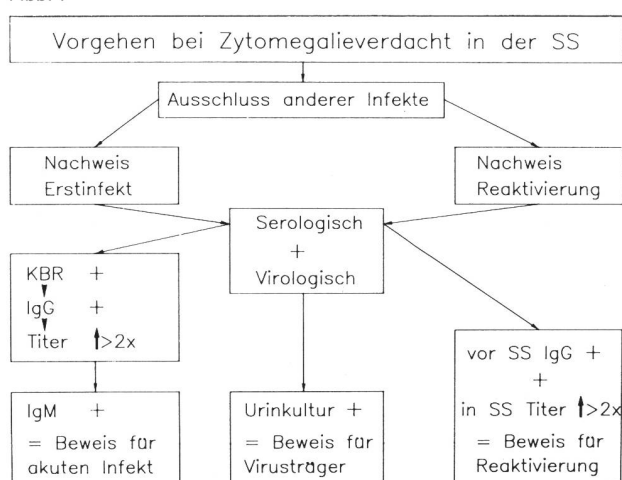 Vorgehen bei Zytomegalieverdacht in der SS
Ausschluss anderer Infekte
Nachweis
Erstinfekt
Nachweis
Reaktivierung
Serologisch
+
Virologisch
KBR +
IgG +
Titer ↑>2x
IgM +
= Beweis für
akuten Infekt
Urinkultur +
= Beweis für
Virusträger
vor SS IgG +
+
in SS Titer ↑>2x
= Beweis für
Reaktivierung